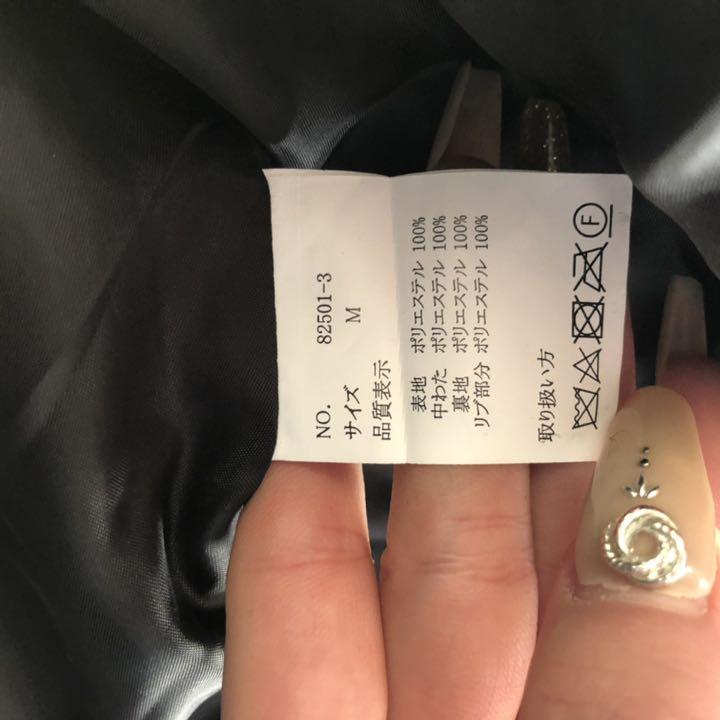 NO. 82501-3
サイズ M
品質表示
表地 ポリエステル 100%
中わた ポリエステル 100%
裏地 ポリエステル 100%
リブ部分 ポリエステル 100%
取り扱い方
F